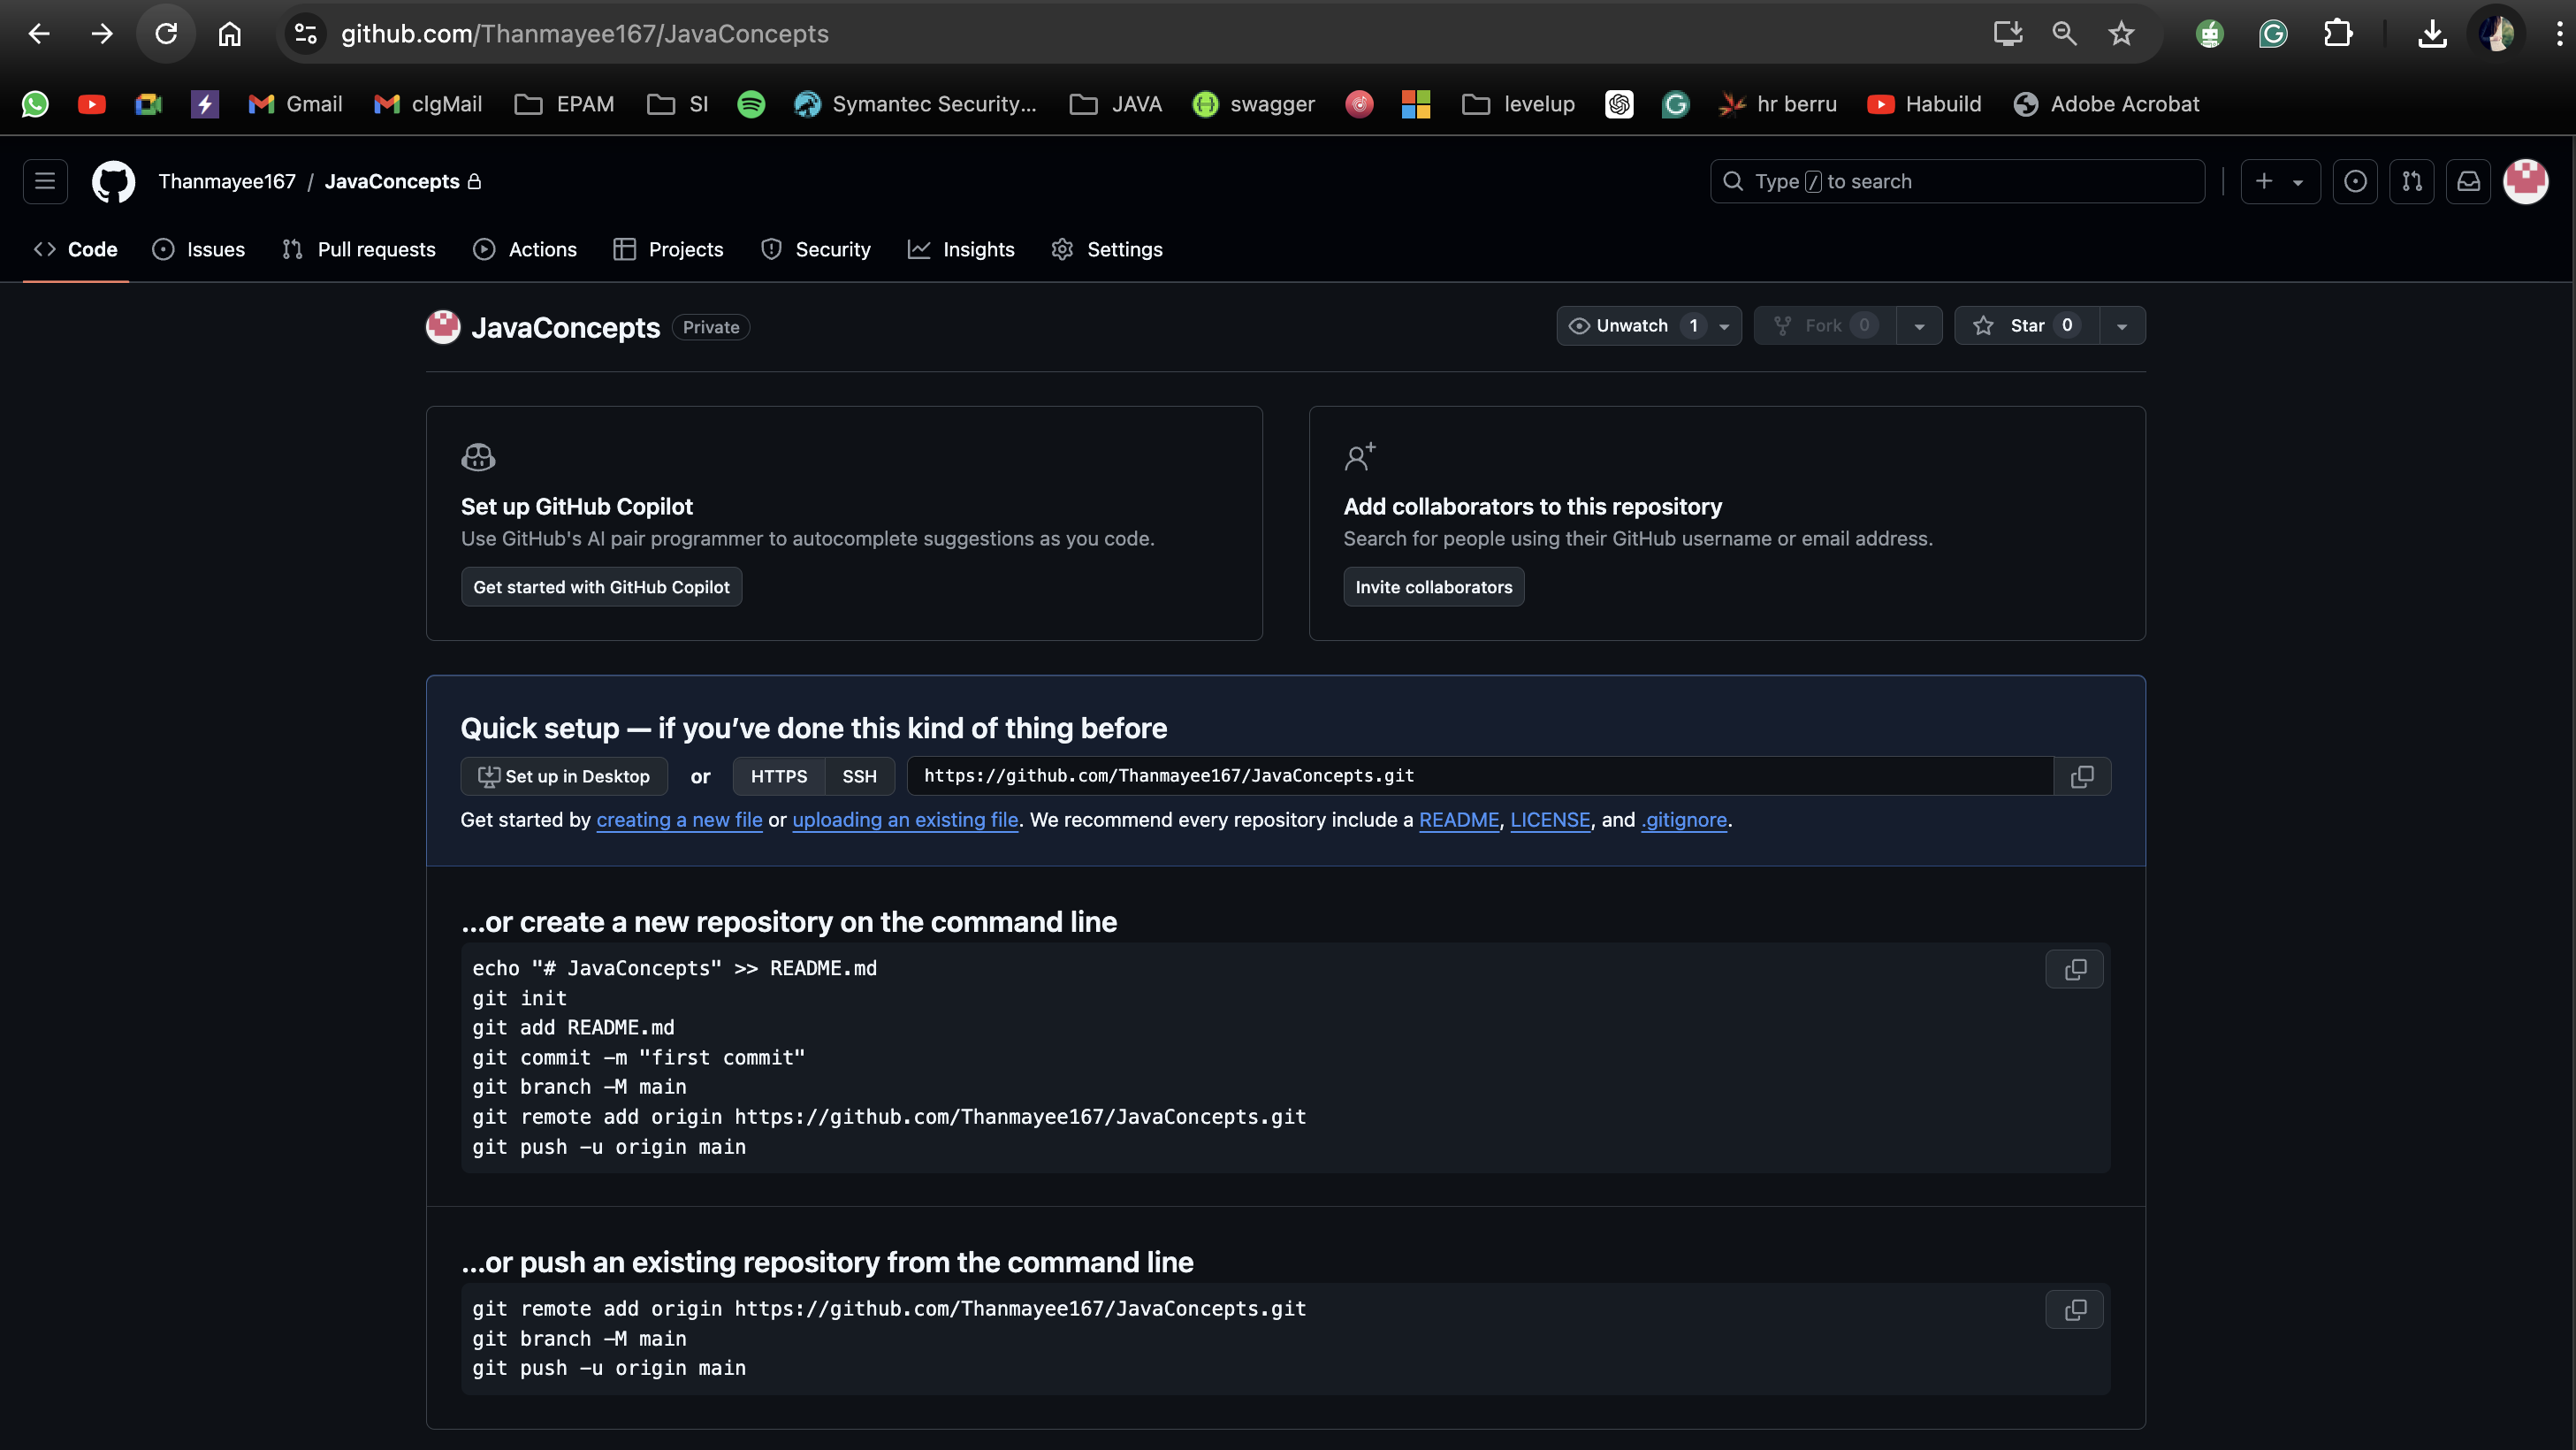 github.com/Thanmayee167/JavaConcepts
Gmail clgMail EPAM SI Symantec Security... JAVA swagger levelup hr berru Habuild Adobe Acrobat
Thanmayee167 / JavaConcepts
Type / to search
Code Issues Pull requests Actions Projects Security Insights Settings
JavaConcepts Private
Unwatch 1 Fork 0 Star 0
Set up GitHub Copilot
Use GitHub's AI pair programmer to autocomplete suggestions as you code.
Get started with GitHub Copilot
Add collaborators to this repository
Search for people using their GitHub username or email address.
Invite collaborators
Quick setup — if you’ve done this kind of thing before
Set up in Desktop or HTTPS SSH https://github.com/Thanmayee167/JavaConcepts.git
Get started by creating a new file or uploading an existing file. We recommend every repository include a README, LICENSE, and .gitignore.
...or create a new repository on the command line
echo "# JavaConcepts" >> README.md
git init
git add README.md
git commit -m "first commit"
git branch -M main
git remote add origin https://github.com/Thanmayee167/JavaConcepts.git
git push -u origin main
...or push an existing repository from the command line
git remote add origin https://github.com/Thanmayee167/JavaConcepts.git
git branch -M main
git push -u origin main